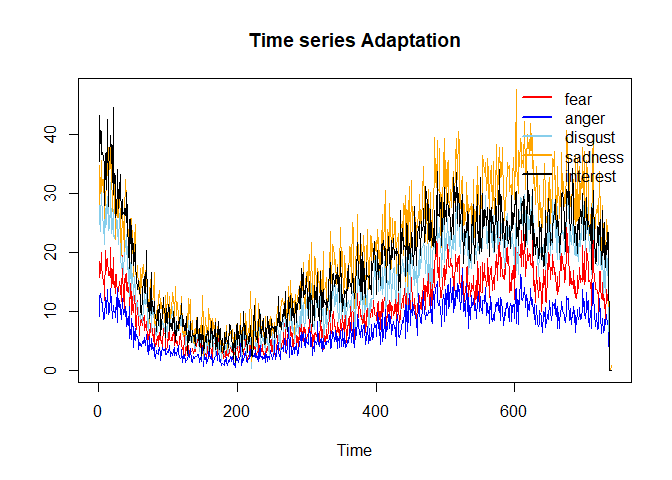 Time series Adaptation
fear
anger
disgust
sadness
interest
40
30
20
10
0
0 200 400 600
Time